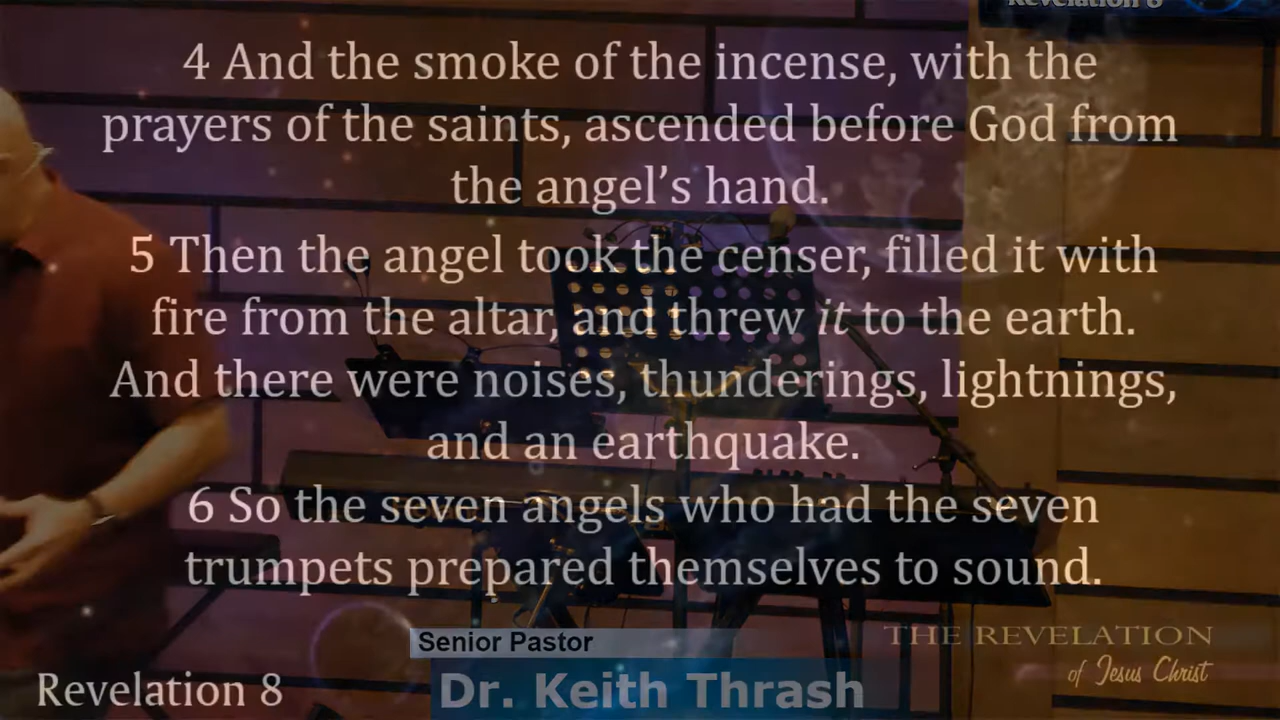 Revelation 8
4 And the smoke of the incense, with the
prayers of the saints, ascended before God from
the angel’s hand.
5 Then the angel took the censer, filled it with
fire from the altar, and threw it to the earth.
And there were noises, thunderings, lightnings,
and an earthquake.
6 So the seven angels who had the seven
trumpets prepared themselves to sound.
Senior Pastor
Dr. Keith Thrash
THE REVELATION
of Jesus Christ
Revelation 8